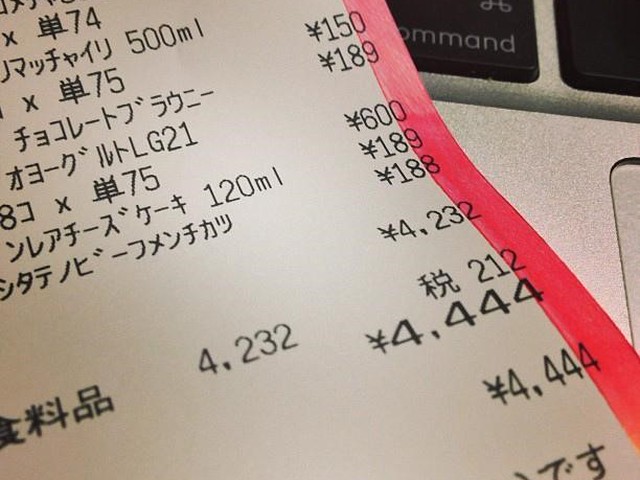 x 単74
リマッチャイリ 500ml
コ x 単75 ¥150
チョコレートブラウニー ¥189
オヨーグルトLG21
8コ x 単75 ¥600
ンレアチーズケーキ 120ml ¥189
シタテノビーフメンチカツ ¥188
¥4,232
税 212
4,232 ¥4,444
食料品 ¥4,444
です
⌘
ommand